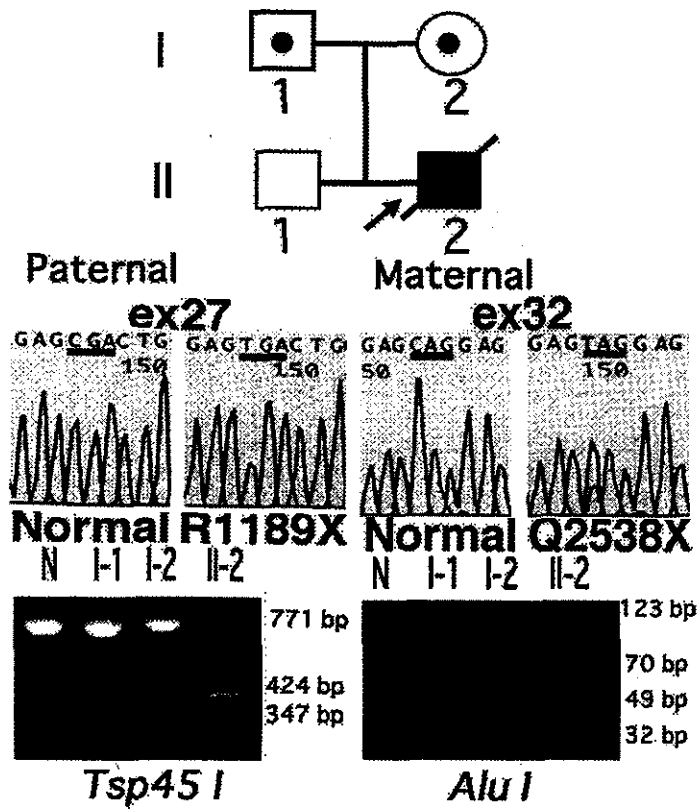 I
1 2
II
1 2
Paternal Maternal
ex27 ex32
GAGCGACTG GAGTGACTG GAGCAGGAG GAGTAGGAG
150 150 50 150
Normal R1189X Normal Q2538X
N I-1 I-2 II-2 N I-1 I-2 II-2
771 bp
424 bp
347 bp
123 bp
70 bp
49 bp
32 bp
Tsp45 I Alu I